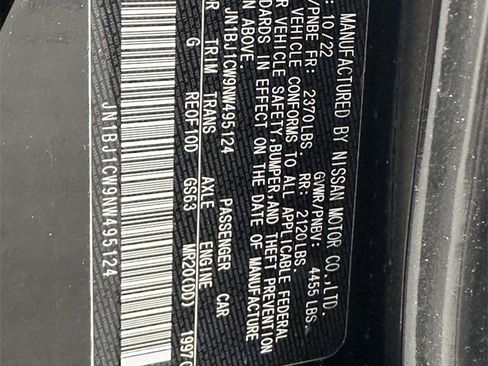 MANUFACTURED BY NISSAN MOTOR CO.,LTD.
: 10/22 GVWR/PNBV: 4455 LBS.
/PNBE FR: 2370 LBS RR: 2120 LBS.
VEHICLE CONFORMS TO ALL APPLICABLE FEDERAL
R VEHICLE SAFETY,BUMPER,AND THEFT PREVENTION
DARDS IN EFFECT ON THE DATE OF MANUFACTURE
N ABOVE.
JN1BJ1CW9NW495124 PASSENGER CAR
R TRIM TRANS AXLE ENGINE
G RE0F10D GS63 MR20(DD) 1997C
JN1BJ1CW9NW495124